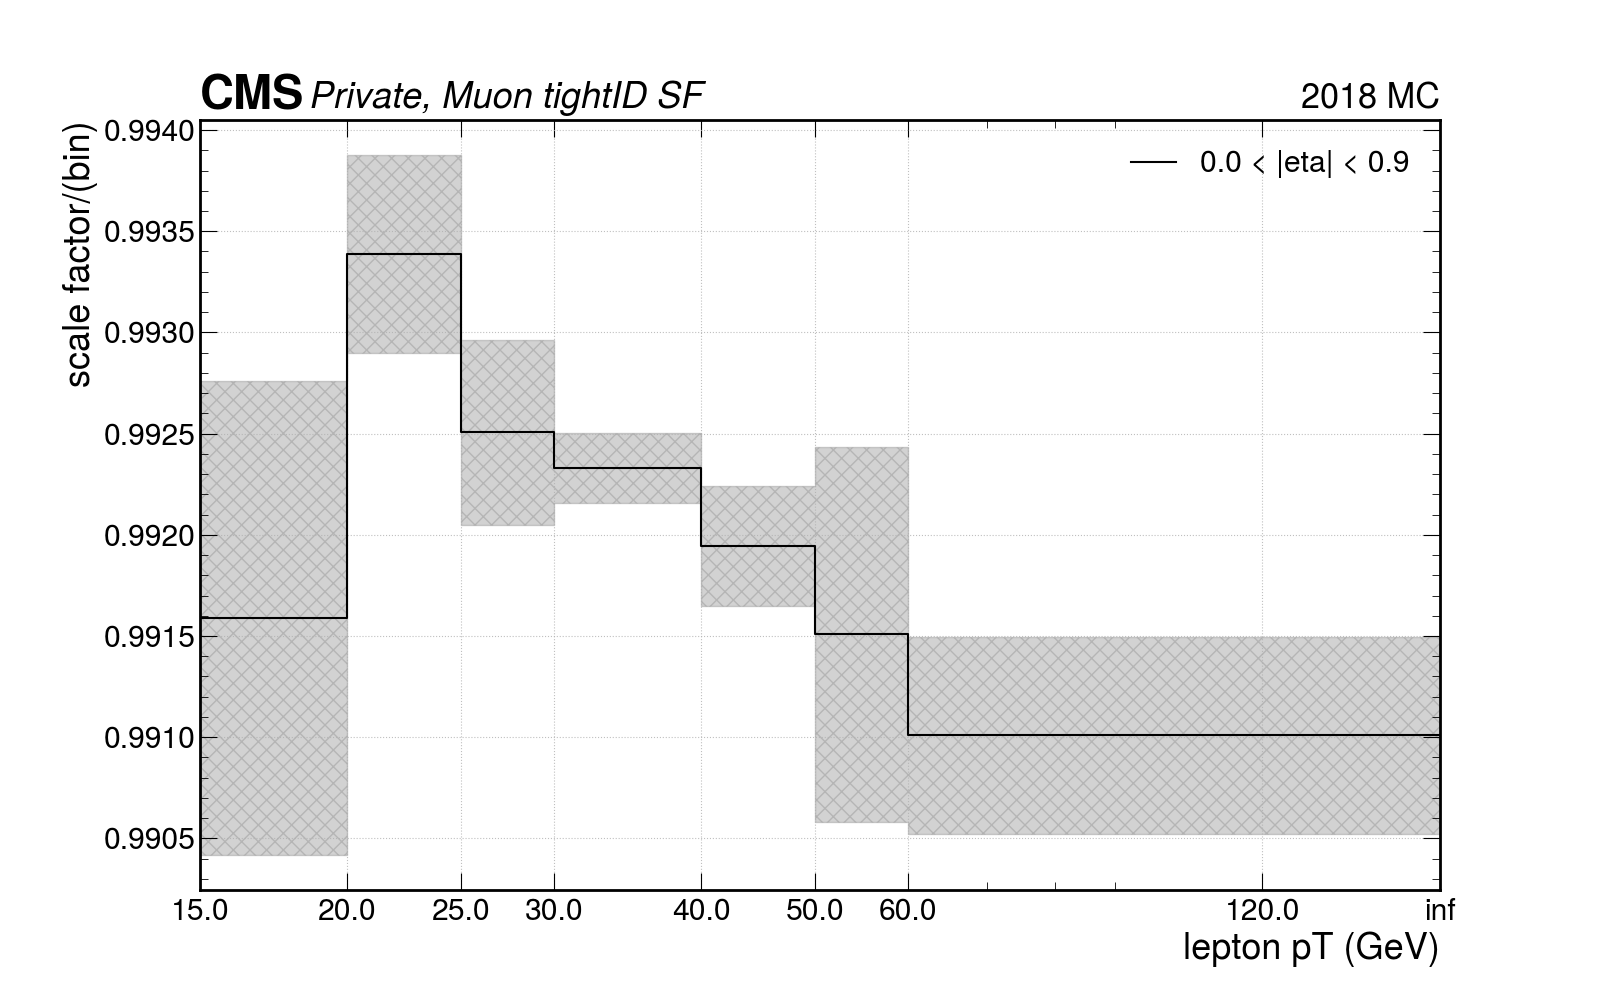 CMS Private, Muon tightID SF 2018 MC
scale factor/(bin)
0.0 < |eta| < 0.9
0.9940
0.9935
0.9930
0.9925
0.9920
0.9915
0.9910
0.9905
15.0 20.0 25.0 30.0 40.0 50.0 60.0 120.0 inf
lepton pT (GeV)